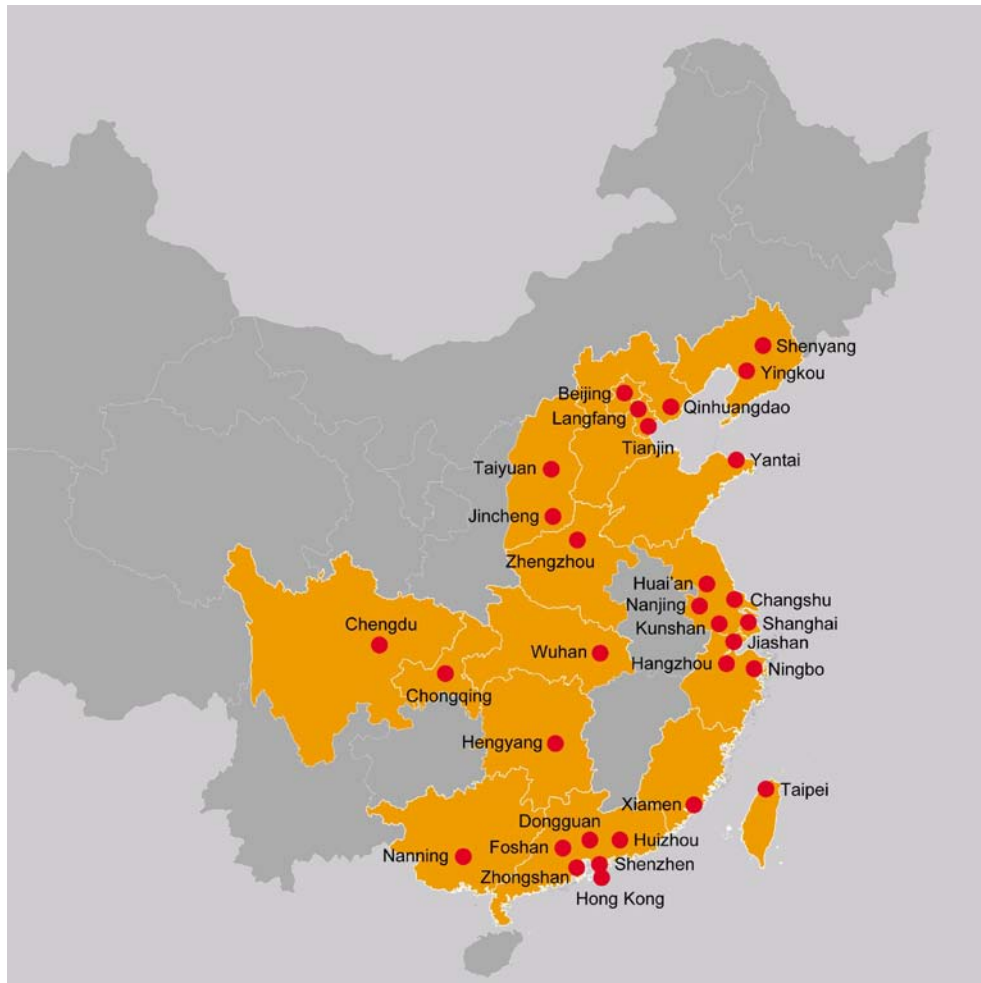 Shenyang
Yingkou
Beijing
Qinhuangdao
Langfang
Tianjin
Yantai
Taiyuan
Jincheng
Zhengzhou
Huai'an
Changshu
Nanjing
Shanghai
Kunshan
Jiashan
Chengdu
Wuhan
Hangzhou
Ningbo
Chongqing
Hengyang
Taipei
Xiamen
Dongguan
Huizhou
Foshan
Nanning
Shenzhen
Zhongshan
Hong Kong